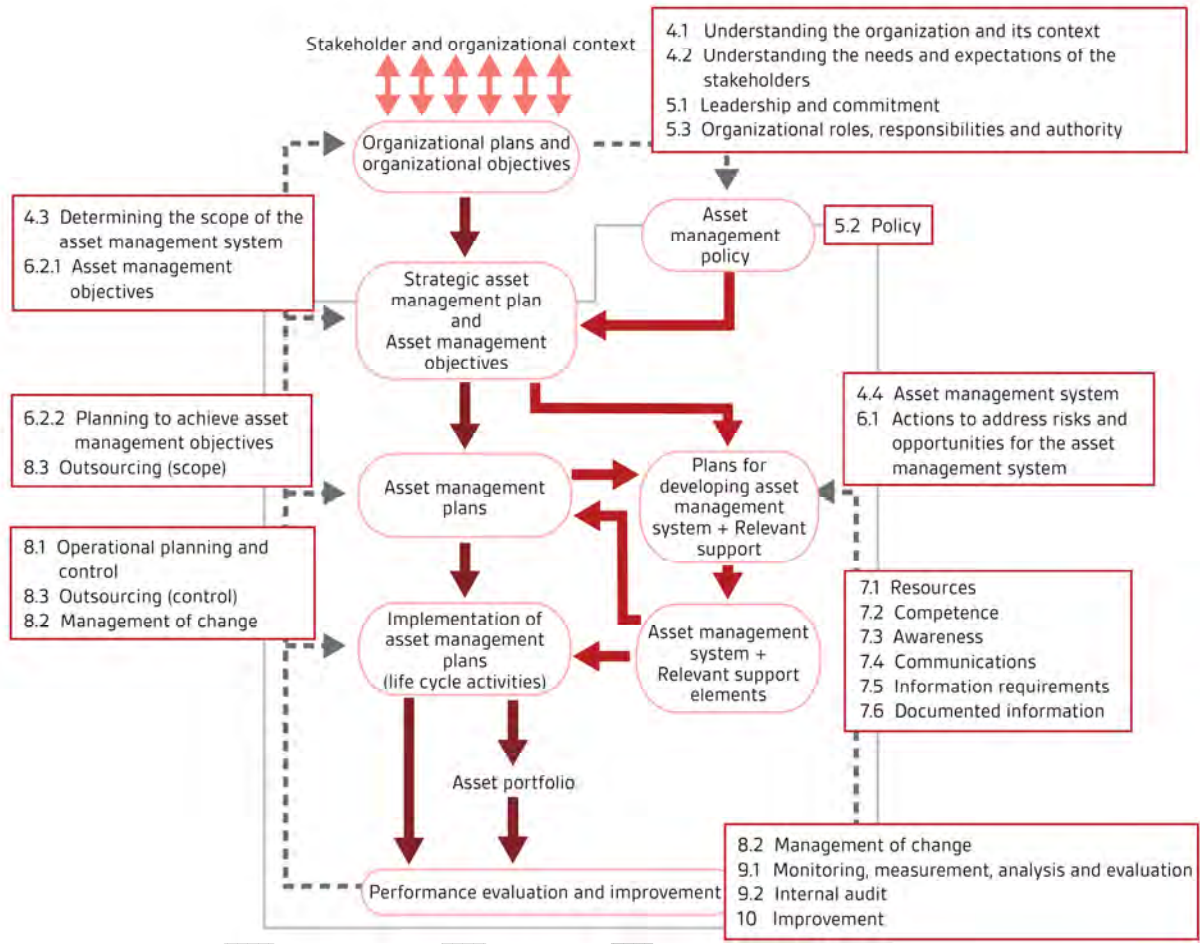 Stakeholder and organizational context
4.1 Understanding the organization and its context
4.2 Understanding the needs and expectations of the
stakeholders
5.1 Leadership and commitment
5.3 Organizational roles, responsibilities and authority
Organizational plans and
organizational objectives
4.3 Determining the scope of the
asset management system
6.2.1 Asset management
objectives
Asset
management
policy
5.2 Policy
Strategic asset
management plan
and
Asset management
objectives
4.4 Asset management system
6.1 Actions to address risks and
opportunities for the asset
management system
6.2.2 Planning to achieve asset
management objectives
8.3 Outsourcing (scope)
Asset management
plans
Plans for
developing asset
management
system + Relevant
support
8.1 Operational planning and
control
8.3 Outsourcing (control)
8.2 Management of change
Implementation of
asset management
plans
(life cycle activities)
Asset management
system +
Relevant support
elements
7.1 Resources
7.2 Competence
7.3 Awareness
7.4 Communications
7.5 Information requirements
7.6 Documented information
Asset portfolio
Performance evaluation and improvement
8.2 Management of change
9.1 Monitoring, measurement, analysis and evaluation
9.2 Internal audit
10 Improvement